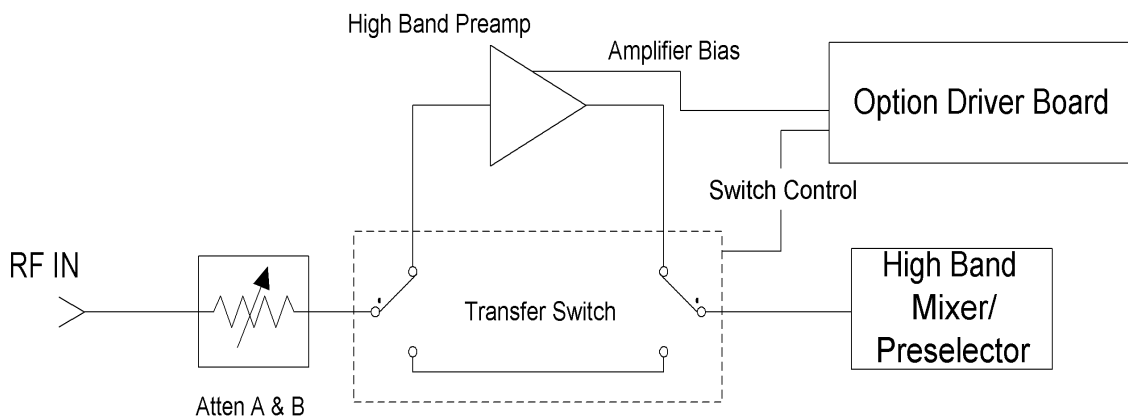 High Band Preamp
Amplifier Bias
Option Driver Board
Switch Control
RF IN
High Band
Mixer/
Preselector
Transfer Switch
Atten A & B